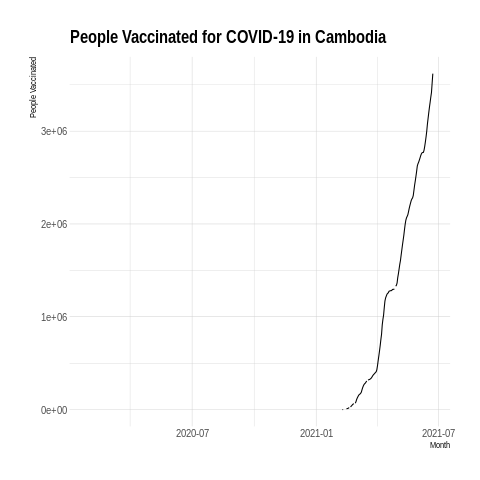 People Vaccinated for COVID-19 in Cambodia
People Vaccinated
3e+06
2e+06
1e+06
0e+00
2020-07
2021-01
2021-07
Month